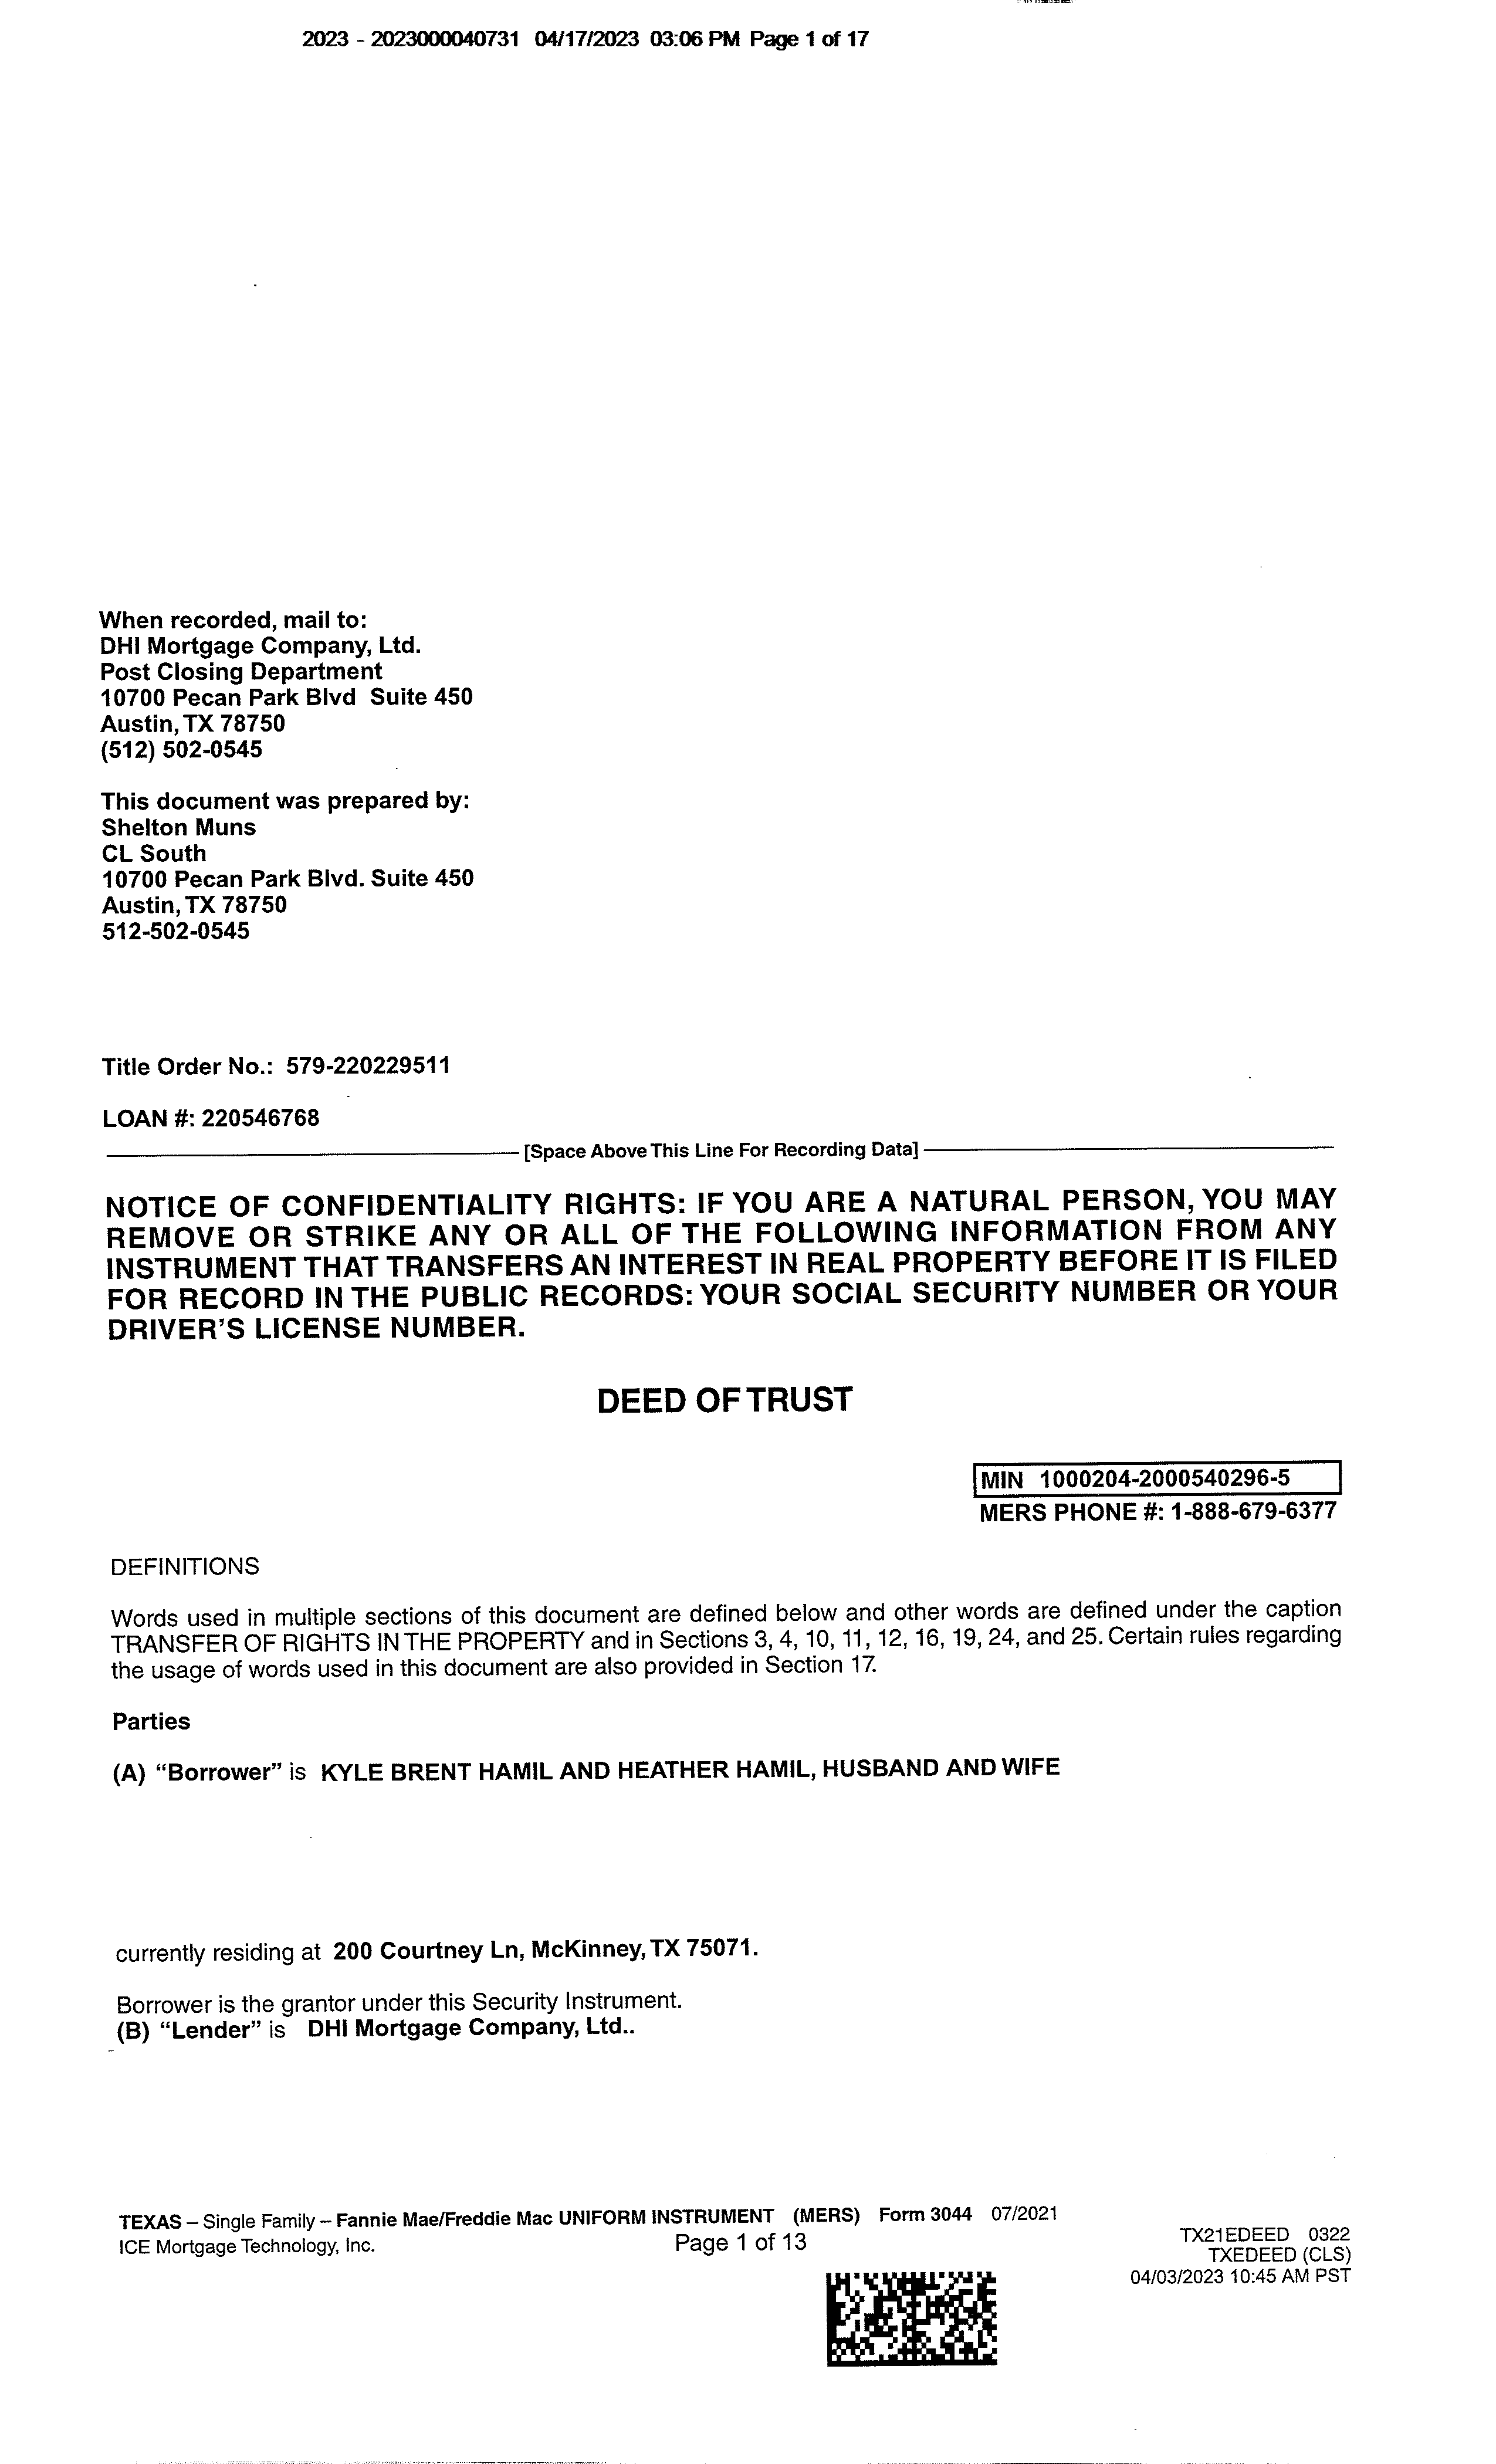 2023 - 2023000040731 04/17/2023 03:06 PM Page 1 of 17
When recorded, mail to:
DHI Mortgage Company, Ltd.
Post Closing Department
10700 Pecan Park Blvd Suite 450
Austin, TX 78750
(512) 502-0545
This document was prepared by:
Shelton Muns
CL South
10700 Pecan Park Blvd. Suite 450
Austin, TX 78750
512-502-0545
Title Order No.: 579-220229511
LOAN #: 220546768
[Space Above This Line For Recording Data]
NOTICE OF CONFIDENTIALITY RIGHTS: IF YOU ARE A NATURAL PERSON, YOU MAY
REMOVE OR STRIKE ANY OR ALL OF THE FOLLOWING INFORMATION FROM ANY
INSTRUMENT THAT TRANSFERS AN INTEREST IN REAL PROPERTY BEFORE IT IS FILED
FOR RECORD IN THE PUBLIC RECORDS: YOUR SOCIAL SECURITY NUMBER OR YOUR
DRIVER'S LICENSE NUMBER.
DEED OF TRUST
MIN 1000204-2000540296-5
MERS PHONE #: 1-888-679-6377
DEFINITIONS
Words used in multiple sections of this document are defined below and other words are defined under the caption
TRANSFER OF RIGHTS IN THE PROPERTY and in Sections 3, 4, 10, 11, 12, 16, 19, 24, and 25. Certain rules regarding
the usage of words used in this document are also provided in Section 17.
Parties
(A) “Borrower” is KYLE BRENT HAMIL AND HEATHER HAMIL, HUSBAND AND WIFE
currently residing at 200 Courtney Ln, McKinney, TX 75071.
Borrower is the grantor under this Security Instrument.
(B) “Lender” is DHI Mortgage Company, Ltd..
TEXAS – Single Family – Fannie Mae/Freddie Mac UNIFORM INSTRUMENT (MERS) Form 3044 07/2021
ICE Mortgage Technology, Inc. Page 1 of 13
TX21EDEED 0322
TXEDEED (CLS)
04/03/2023 10:45 AM PST